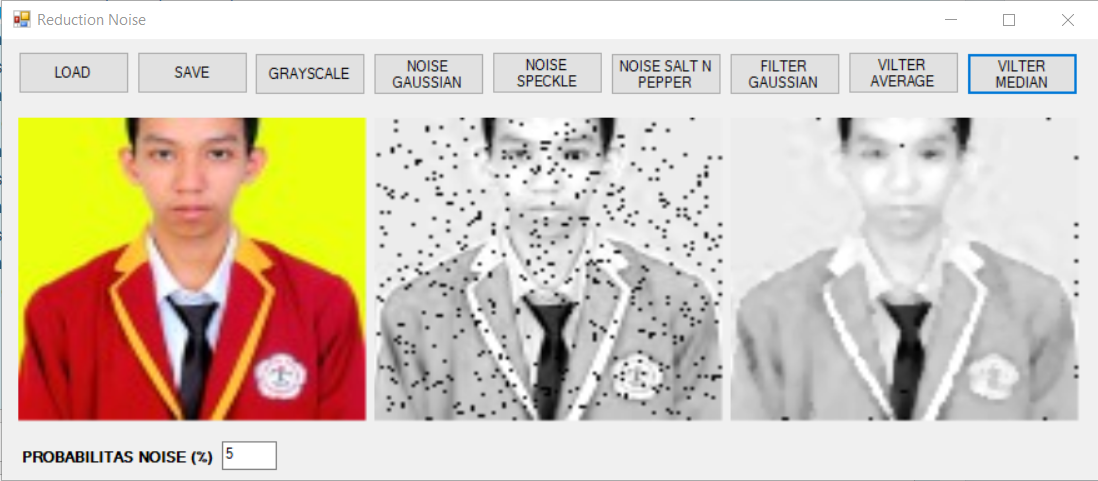 Reduction Noise
LOAD
SAVE
GRAYSCALE
NOISE
GAUSSIAN
NOISE
SPECKLE
NOISE SALT N
PEPPER
FILTER
GAUSSIAN
VILTER
AVERAGE
VILTER
MEDIAN
PROBABILITAS NOISE (%) 5